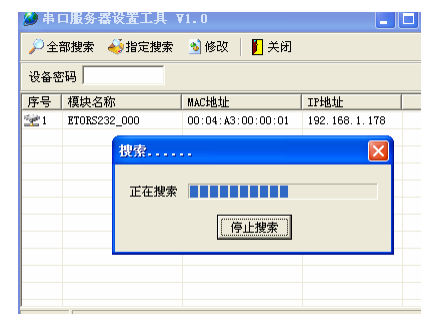 串口服务器设置工具 V1.0
全部搜索 指定搜索 修改 关闭
设备密码
序号 模块名称 MAC地址 IP地址
1 ETORS232_000 00:04:A3:00:00:01 192.168.1.178
搜索......
正在搜索
停止搜索